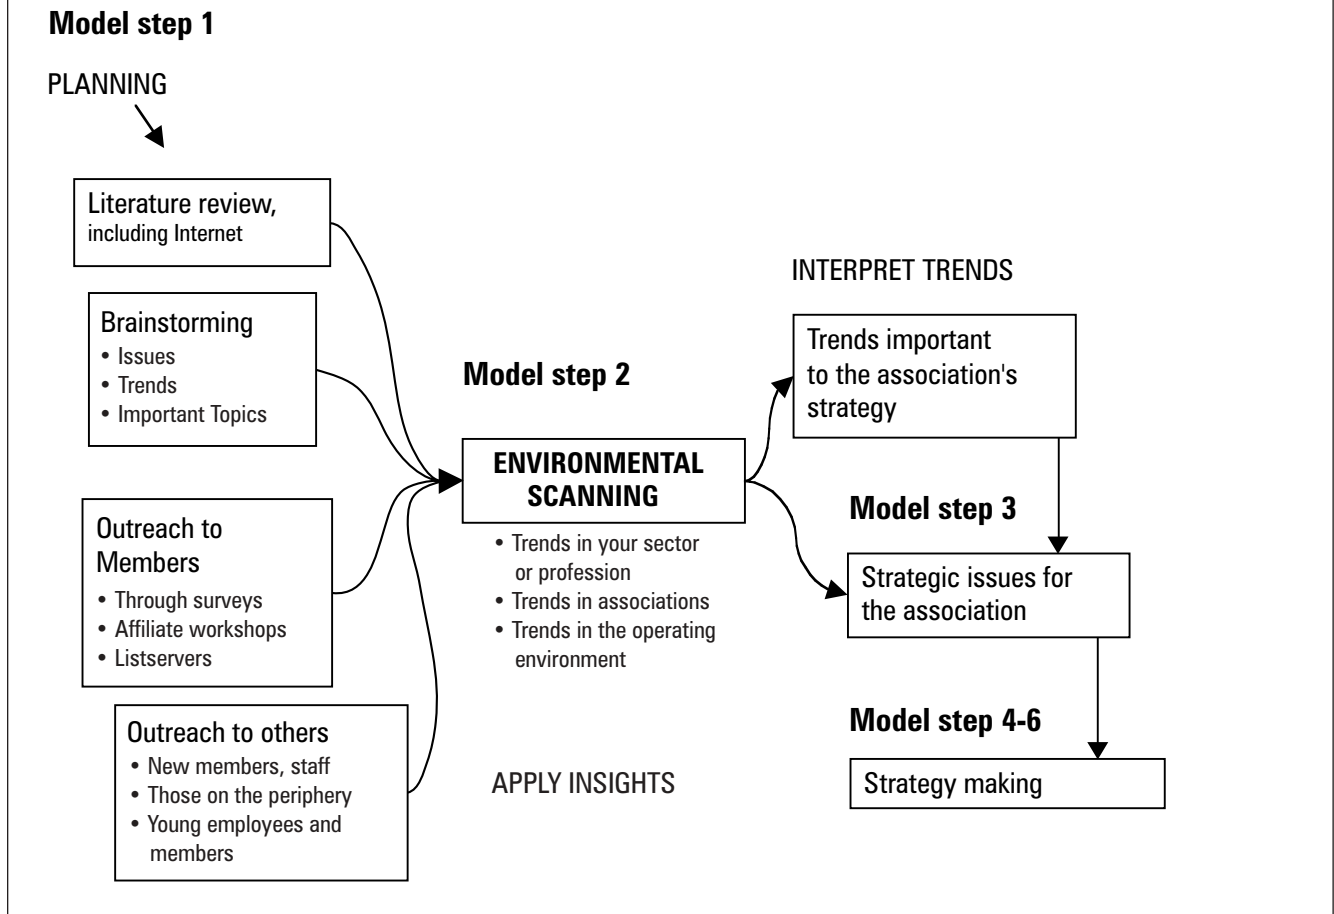 Model step 1
PLANNING
Literature review,
including Internet
Brainstorming
• Issues
• Trends
• Important Topics
Outreach to
Members
• Through surveys
• Affiliate workshops
• Listservers
Outreach to others
• New members, staff
• Those on the periphery
• Young employees and
members
Model step 2
ENVIRONMENTAL
SCANNING
• Trends in your sector
or profession
• Trends in associations
• Trends in the operating
environment
APPLY INSIGHTS
INTERPRET TRENDS
Trends important
to the association's
strategy
Model step 3
Strategic issues for
the association
Model step 4-6
Strategy making